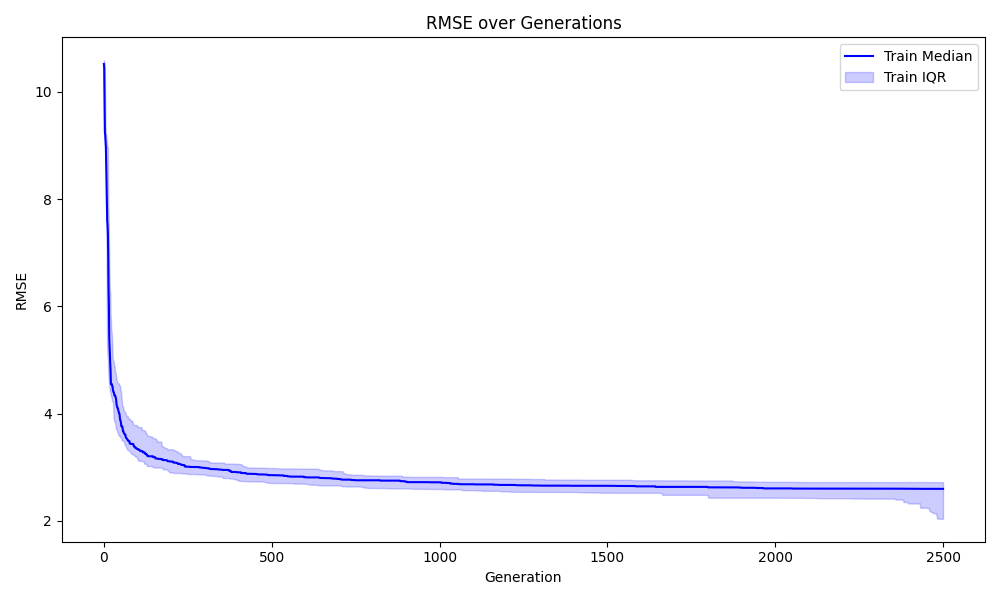 RMSE over Generations
Train Median
Train IQR
RMSE
10
8
6
4
2
0 500 1000 1500 2000 2500
Generation